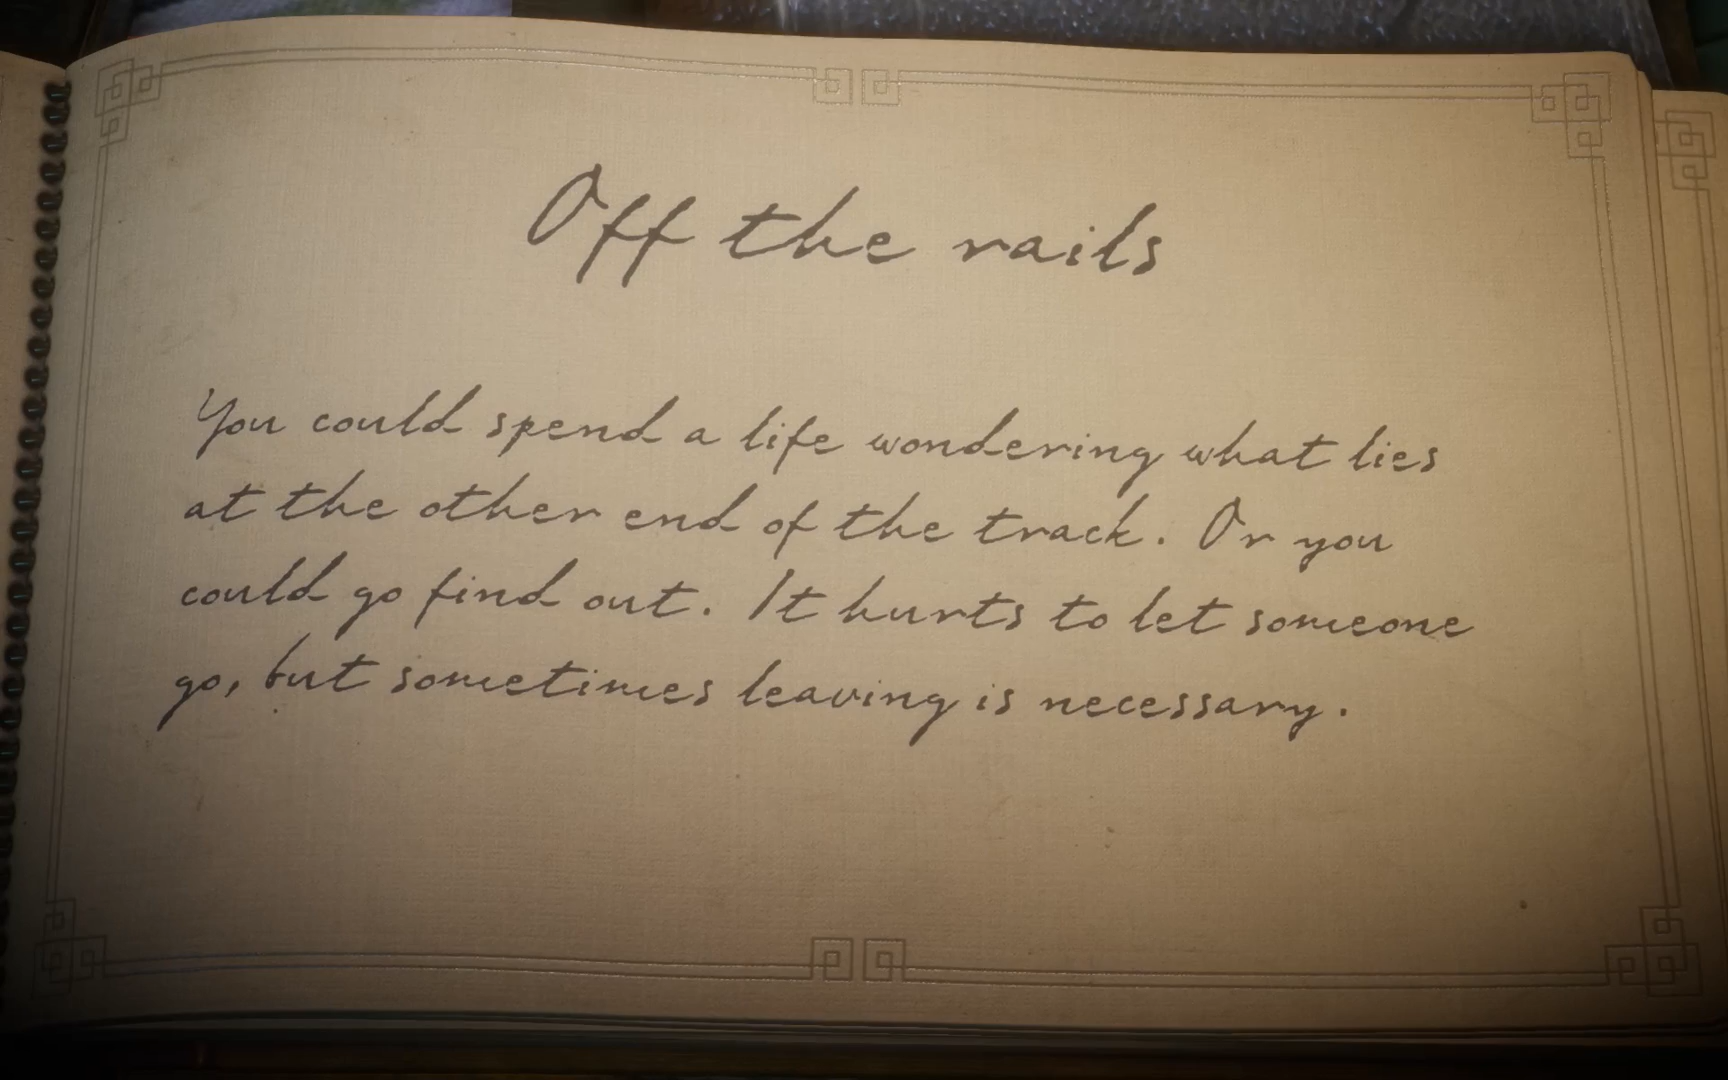 Off the rails
You could spend a life wondering what lies
at the other end of the track. Or you
could go find out. It hurts to let someone
go, but sometimes leaving is necessary.